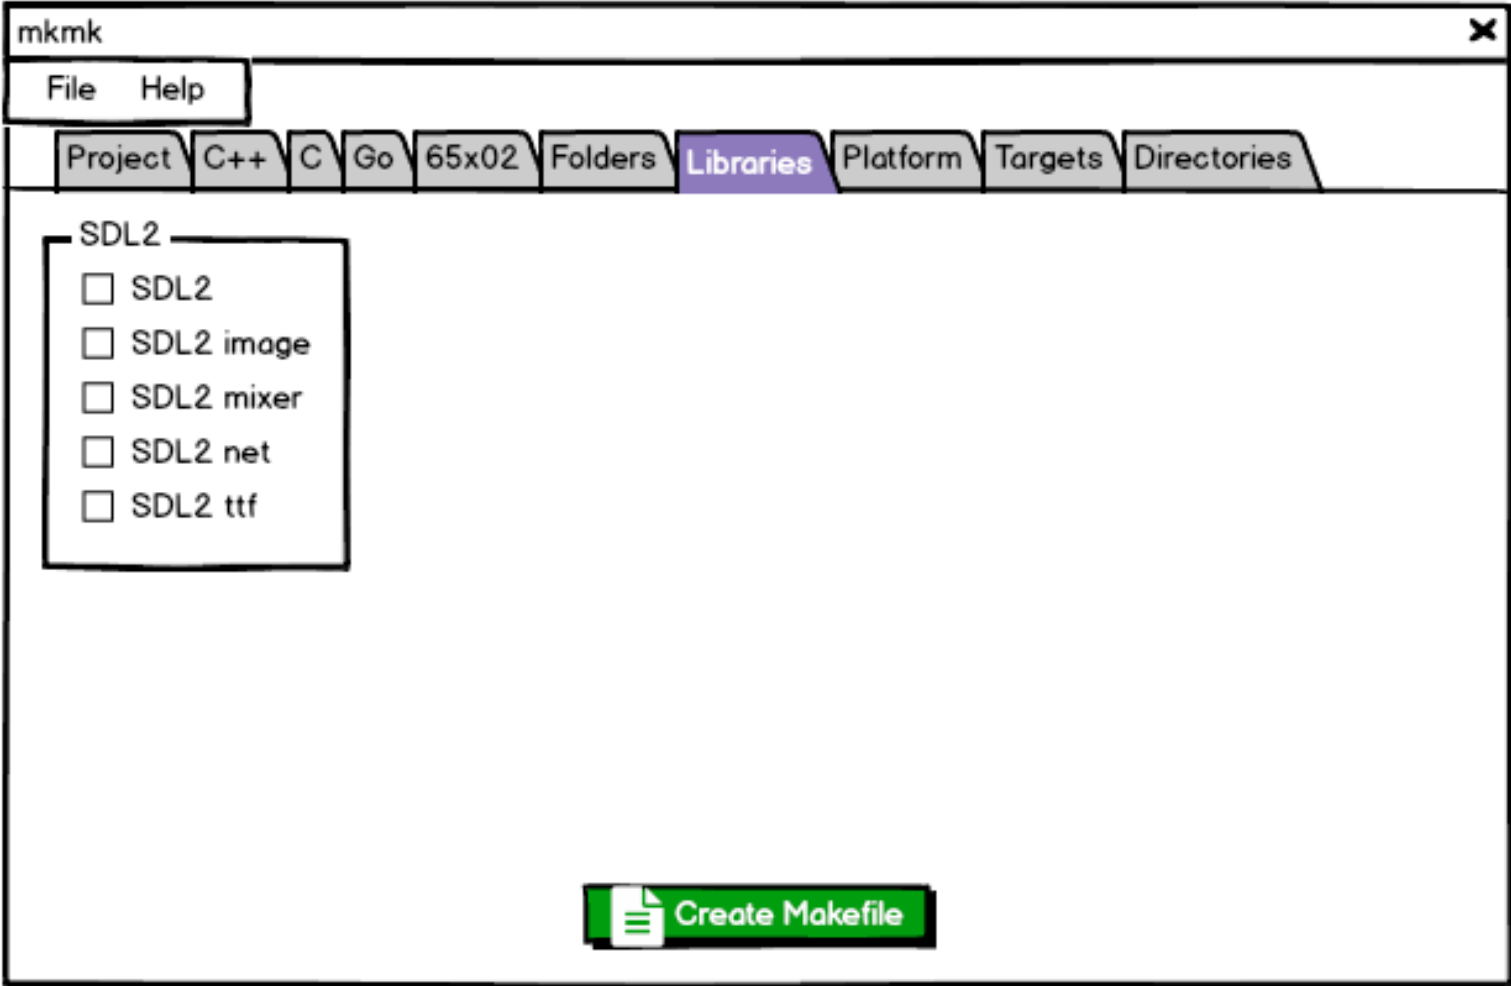 mkmk
File Help
Project C++ C Go 65x02 Folders Libraries Platform Targets Directories
SDL2
SDL2
SDL2 image
SDL2 mixer
SDL2 net
SDL2 ttf
Create Makefile